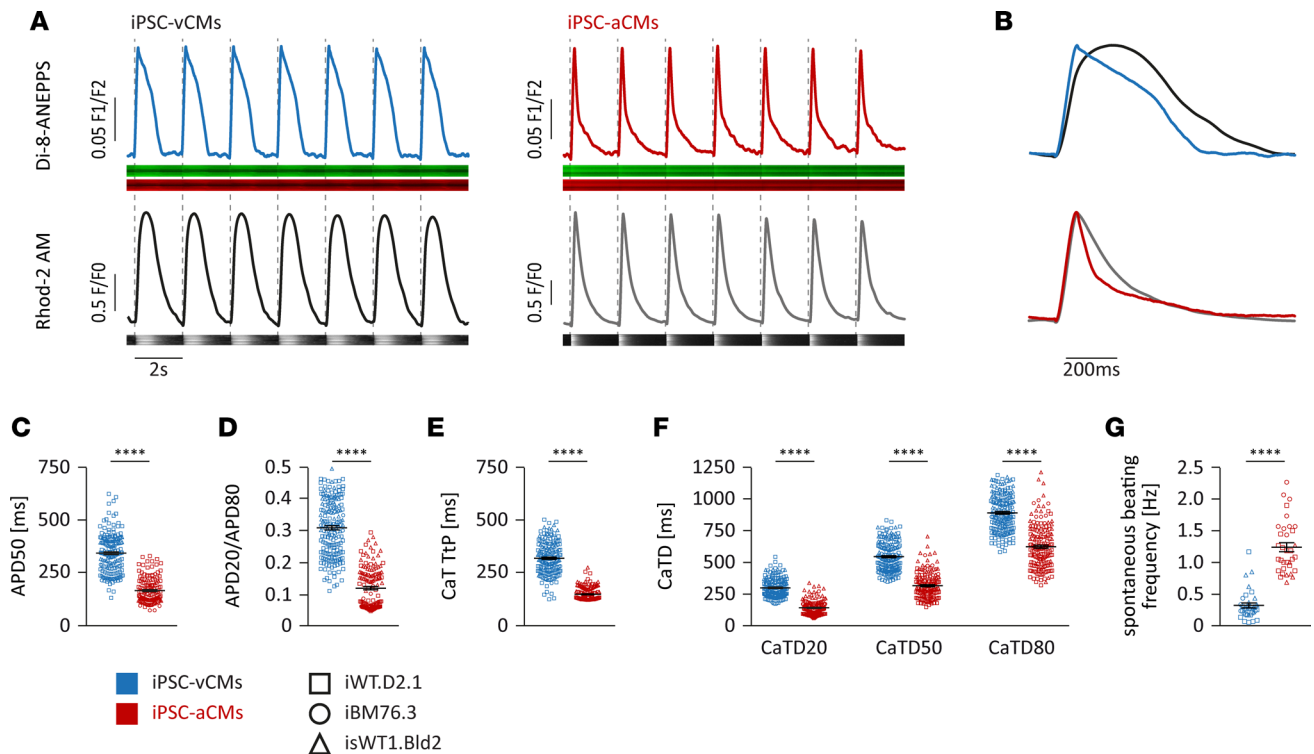 A
iPSC-vCMs
iPSC-aCMs
B
Di-8-ANEPPS
0.05 F1/F2
0.05 F1/F2
Rhod-2 AM
0.5 F/F0
0.5 F/F0
2s
200ms
C
D
E
F
G
APD50 [ms]
750
500
250
0
****
APD20/APD80
0.5
0.4
0.3
0.2
0.1
0
****
CaT TtP [ms]
750
500
250
0
****
CaTD [ms]
1250
1000
750
500
250
0
****
****
****
CaTD20
CaTD50
CaTD80
spontaneous beating
frequency [Hz]
2.5
2.0
1.5
1.0
0.5
0
****
iPSC-vCMs
iPSC-aCMs
iWT.D2.1
iBM76.3
isWT1.Bld2